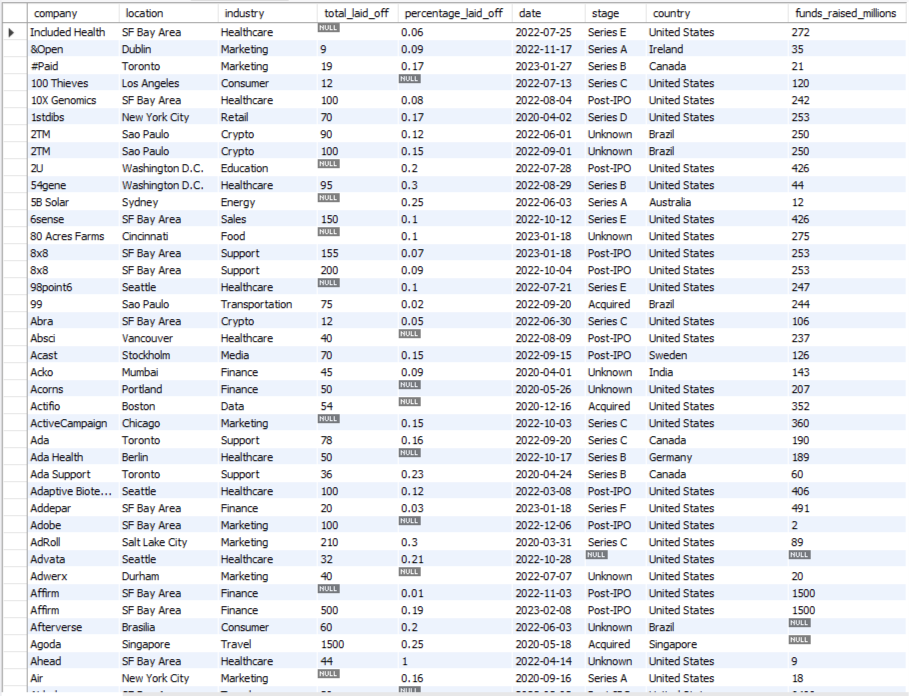 company location industry total_laid_off percentage_laid_off date stage country funds_raised_millions
Included Health SF Bay Area Healthcare NULL 0.06 2022-07-25 Series E United States 272
&Open Dublin Marketing 9 0.09 2022-11-17 Series A Ireland 35
#Paid Toronto Marketing 19 0.17 2023-01-27 Series B Canada 21
100 Thieves Los Angeles Consumer 12 NULL 2022-07-13 Series C United States 120
10X Genomics SF Bay Area Healthcare 100 0.08 2022-08-04 Post-IPO United States 242
1stdibs New York City Retail 70 0.17 2020-04-02 Series D United States 253
2TM Sao Paulo Crypto 90 0.12 2022-06-01 Unknown Brazil 250
2TM Sao Paulo Crypto 100 0.15 2022-09-01 Unknown Brazil 250
2U Washington D.C. Education NULL 0.2 2022-07-28 Post-IPO United States 426
54gene Washington D.C. Healthcare 95 0.3 2022-08-29 Series B United States 44
5B Solar Sydney Energy NULL 0.25 2022-06-03 Series A Australia 12
6sense SF Bay Area Sales 150 0.1 2022-10-12 Series E United States 426
80 Acres Farms Cincinnati Food NULL 0.1 2023-01-18 Unknown United States 275
8x8 SF Bay Area Support 155 0.07 2023-01-18 Post-IPO United States 253
8x8 SF Bay Area Support 200 0.09 2022-10-04 Post-IPO United States 253
98point6 Seattle Healthcare NULL 0.1 2022-07-21 Series E United States 247
99 Sao Paulo Transportation 75 0.02 2022-09-20 Acquired Brazil 244
Abra SF Bay Area Crypto 12 0.05 2022-06-30 Series C United States 106
Absci Vancouver Healthcare 40 NULL 2022-08-09 Post-IPO United States 237
Acast Stockholm Media 70 0.15 2022-09-15 Post-IPO Sweden 126
Acko Mumbai Finance 45 0.09 2020-04-01 Unknown India 143
Acorns Portland Finance 50 NULL 2020-05-26 Unknown United States 207
Actifio Boston Data 54 NULL 2020-12-16 Acquired United States 352
ActiveCampaign Chicago Marketing NULL 0.15 2022-10-03 Series C United States 360
Ada Toronto Support 78 0.16 2022-09-20 Series C Canada 190
Ada Health Berlin Healthcare 50 NULL 2022-10-17 Series B Germany 189
Ada Support Toronto Support 36 0.23 2020-04-24 Series B Canada 60
Adaptive Biote... Seattle Healthcare 100 0.12 2022-03-08 Post-IPO United States 406
Addepar SF Bay Area Finance 20 0.03 2023-01-18 Series F United States 491
Adobe SF Bay Area Marketing 100 NULL 2022-12-06 Post-IPO United States 2
AdRoll Salt Lake City Marketing 210 0.3 2020-03-31 Series C United States 89
Advata Seattle Healthcare 32 0.21 2022-10-28 NULL United States NULL
Adwerx Durham Marketing 40 NULL 2022-07-07 Unknown United States 20
Affirm SF Bay Area Finance NULL 0.01 2022-11-03 Post-IPO United States 1500
Affirm SF Bay Area Finance 500 0.19 2023-02-08 Post-IPO United States 1500
Afterverse Brasilia Consumer 60 0.2 2022-06-03 Unknown Brazil NULL
Agoda Singapore Travel 1500 0.25 2020-05-18 Acquired Singapore NULL
Ahead SF Bay Area Healthcare 44 1 2022-04-14 Unknown United States 9
Air New York City Marketing NULL 0.16 2020-09-16 Series A United States 18
NULL